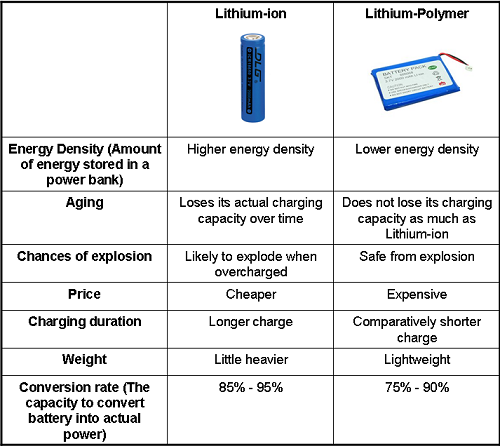 Lithium-ion
Lithium-Polymer
DLG
BATTERY PACK
Energy Density (Amount
of energy stored in a
power bank)
Higher energy density
Lower energy density
Aging
Loses its actual charging
capacity over time
Does not lose its charging
capacity as much as
Lithium-ion
Chances of explosion
Likely to explode when
overcharged
Safe from explosion
Price
Cheaper
Expensive
Charging duration
Longer charge
Comparatively shorter
charge
Weight
Little heavier
Lightweight
Conversion rate (The
capacity to convert
battery into actual
power)
85% - 95%
75% - 90%